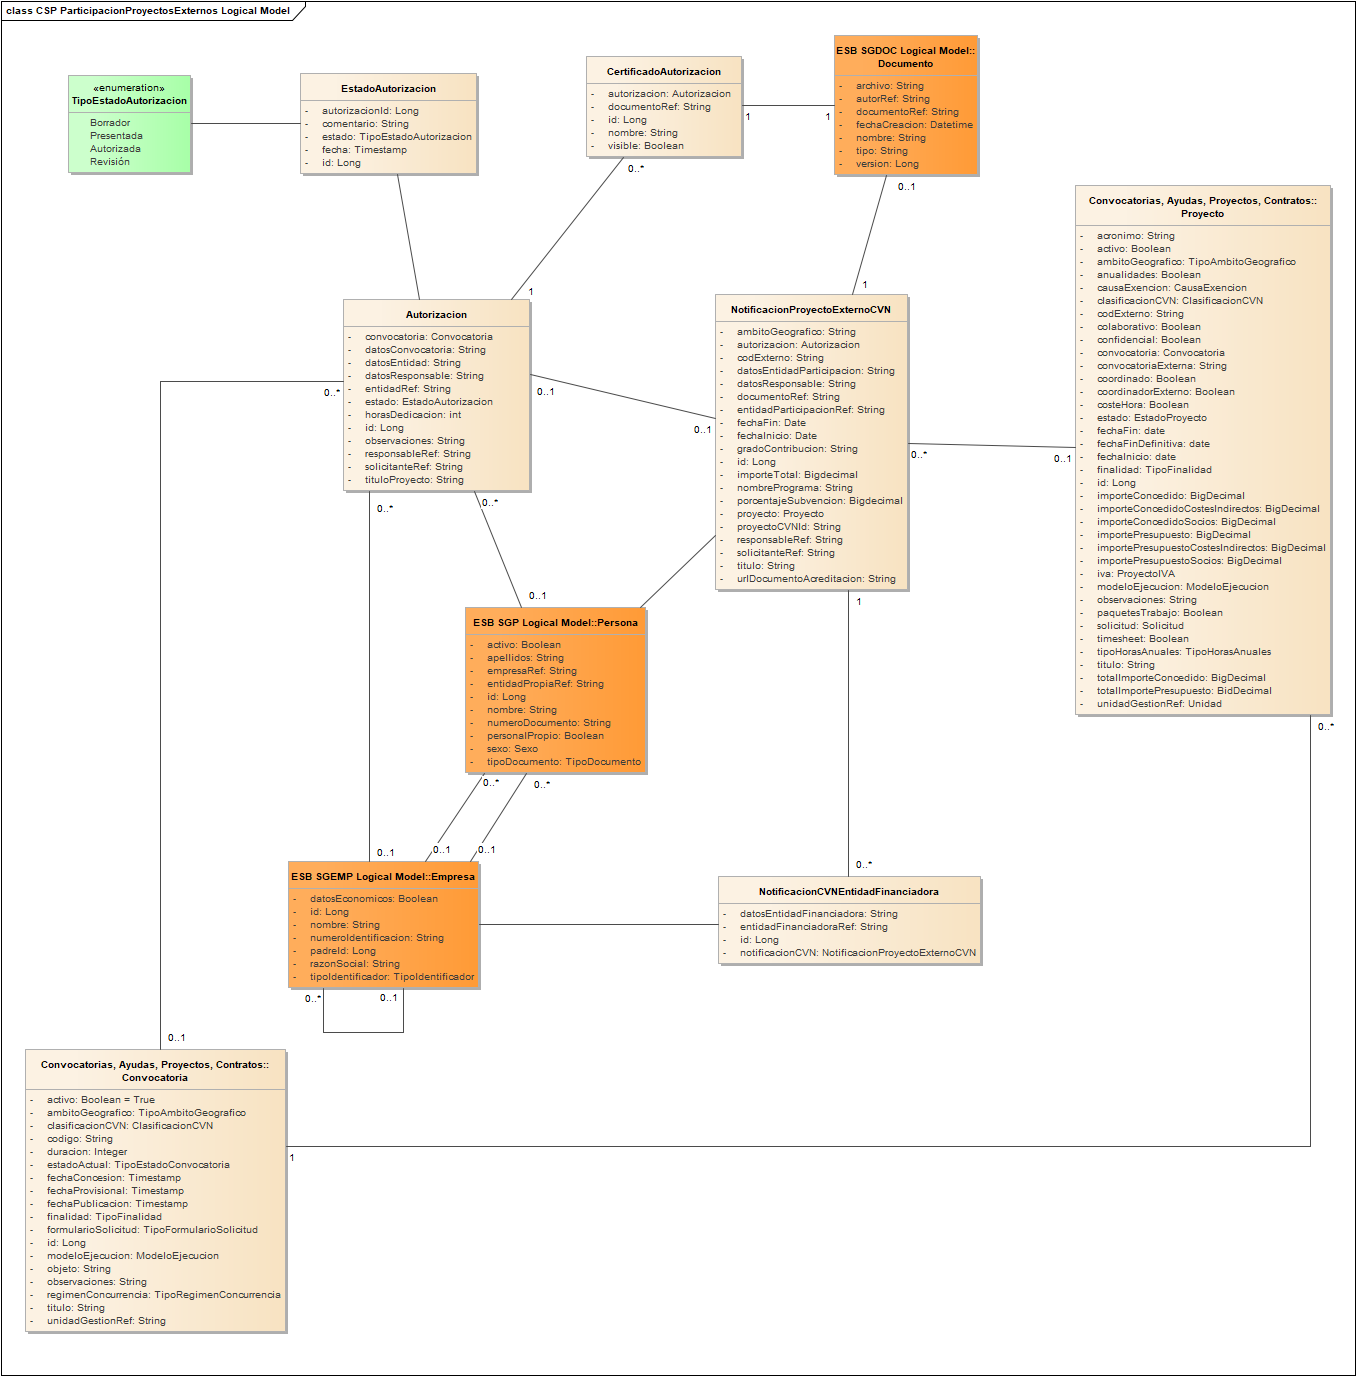 class CSP ParticipacionProyectosExternos Logical Model
«enumeration»
TipoEstadoAutorizacion
Borrador
Presentada
Autorizada
Revisión
EstadoAutorizacion
- autorizacionId: Long
- comentario: String
- estado: TipoEstadoAutorizacion
- fecha: Timestamp
- id: Long
CertificadoAutorizacion
- autorizacion: Autorizacion
- documentoRef: String
- id: Long
- nombre: String
- visible: Boolean
1
1
0..*
1
ESB SGDOC Logical Model::
Documento
- archivo: String
- autorRef: String
- documentoRef: String
- fechaCreacion: Datetime
- nombre: String
- tipo: String
- version: Long
0..1
1
Convocatorias, Ayudas, Proyectos, Contratos::
Proyecto
- acronimo: String
- activo: Boolean
- ambitoGeografico: TipoAmbitoGeografico
- anualidades: Boolean
- causaExencion: CausaExencion
- clasificacionCVN: ClasificacionCVN
- codExterno: String
- colaborativo: Boolean
- confidencial: Boolean
- convocatoria: Convocatoria
- convocatoriaExterna: String
- coordinado: Boolean
- coordinadorExterno: Boolean
- costeHora: Boolean
- estado: EstadoProyecto
- fechaFin: date
- fechaFinDefinitiva: date
- fechaInicio: date
- finalidad: TipoFinalidad
- id: Long
- importeConcedido: BigDecimal
- importeConcedidoCostesIndirectos: BigDecimal
- importeConcedidoSocios: BigDecimal
- importePresupuesto: BigDecimal
- importePresupuestoCostesIndirectos: BigDecimal
- importePresupuestoSocios: BigDecimal
- iva: ProyectoIVA
- modeloEjecucion: ModeloEjecucion
- observaciones: String
- paquetesTrabajo: Boolean
- solicitud: Solicitud
- timesheet: Boolean
- tipoHorasAnuales: TipoHorasAnuales
- titulo: String
- totalImporteConcedido: BigDecimal
- totalImportePresupuesto: BidDecimal
- unidadGestionRef: Unidad
0..*
Autorizacion
- convocatoria: Convocatoria
- datosConvocatoria: String
- datosEntidad: String
- datosResponsable: String
- entidadRef: String
- estado: EstadoAutorizacion
- horasDedicacion: int
- id: Long
- observaciones: String
- responsableRef: String
- solicitanteRef: String
- tituloProyecto: String
0..*
0..1
0..1
0..*
0..*
NotificacionProyectoExternoCVN
- ambitoGeografico: String
- autorizacion: Autorizacion
- codExterno: String
- datosEntidadParticipacion: String
- datosResponsable: String
- documentoRef: String
- entidadParticipacionRef: String
- fechaFin: Date
- fechaInicio: Date
- gradoContribucion: String
- id: Long
- importeTotal: Bigdecimal
- nombrePrograma: String
- porcentajeSubvencion: Bigdecimal
- proyecto: Proyecto
- proyectoCVNId: String
- responsableRef: String
- solicitanteRef: String
- titulo: String
- urlDocumentoAcreditacion: String
0..*
0..1
1
0..1
ESB SGP Logical Model::Persona
- activo: Boolean
- apellidos: String
- empresaRef: String
- entidadPropiaRef: String
- id: Long
- nombre: String
- numeroDocumento: String
- personalPropio: Boolean
- sexo: Sexo
- tipoDocumento: TipoDocumento
0..*
0..*
0..1
0..1
0..1
ESB SGEMP Logical Model::Empresa
- datosEconomicos: Boolean
- id: Long
- nombre: String
- numeroIdentificacion: String
- padreId: Long
- razonSocial: String
- tipoIdentificador: TipoIdentificador
0..*
0..1
0..*
NotificacionCVNEntidadFinanciadora
- datosEntidadFinanciadora: String
- entidadFinanciadoraRef: String
- id: Long
- notificacionCVN: NotificacionProyectoExternoCVN
0..1
Convocatorias, Ayudas, Proyectos, Contratos::
Convocatoria
- activo: Boolean = True
- ambitoGeografico: TipoAmbitoGeografico
- clasificacionCVN: ClasificacionCVN
- codigo: String
- duracion: Integer
- estadoActual: TipoEstadoConvocatoria
- fechaConcesion: Timestamp
- fechaProvisional: Timestamp
- fechaPublicacion: Timestamp
- finalidad: TipoFinalidad
- formularioSolicitud: TipoFormularioSolicitud
- id: Long
- modeloEjecucion: ModeloEjecucion
- objeto: String
- observaciones: String
- regimenConcurrencia: TipoRegimenConcurrencia
- titulo: String
- unidadGestionRef: String
1